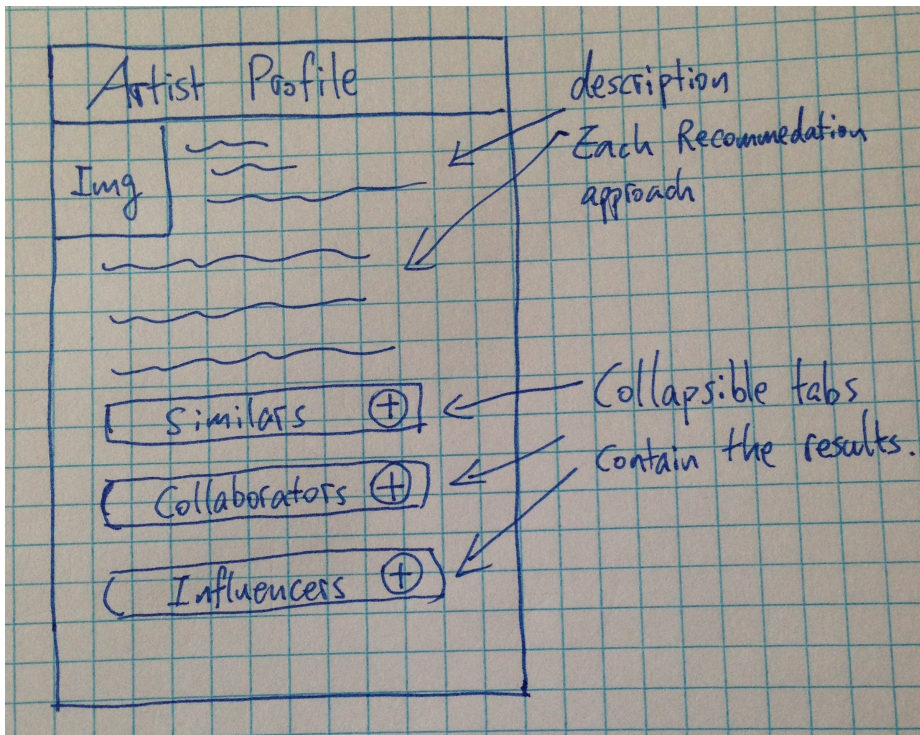 Artist Profile
Img
description
Each Recommedation
approach
Similars +
Collaborators +
Influencers +
Collapsible tabs
Contain the results.